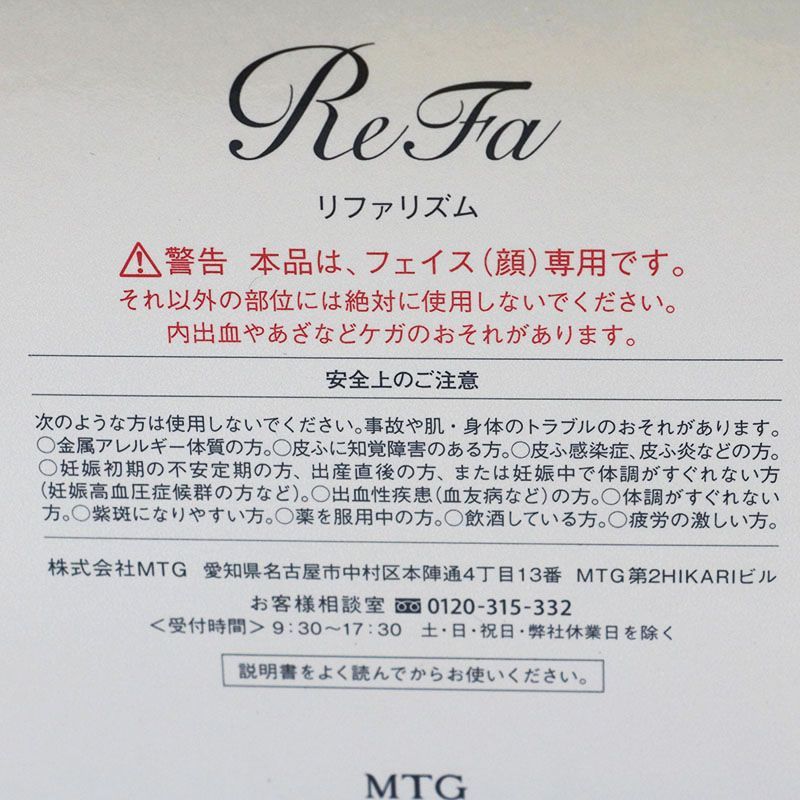 ReFa
リファリズム
⚠警告 本品は、フェイス(顔)専用です。
それ以外の部位には絶対に使用しないでください。
内出血やあざなどケガのおそれがあります。
安全上のご注意
次のような方は使用しないでください。事故や肌・身体のトラブルのおそれがあります。
○金属アレルギー体質の方。○皮ふに知覚障害のある方。○皮ふ感染症、皮ふ炎などの方。
○妊娠初期の不安定期の方、出産直後の方、または妊娠中で体調がすぐれない方
(妊娠高血圧症候群の方など)。○出血性疾患(血友病など)の方。○体調がすぐれない
方。○紫斑になりやすい方。○薬を服用中の方。○飲酒している方。○疲労の激しい方。
株式会社MTG 愛知県名古屋市中村区本陣通4丁目13番 MTG第2HIKARIビル
お客様相談室 0120-315-332
<受付時間> 9:30〜17:30 土・日・祝日・弊社休業日を除く
説明書をよく読んでからお使いください。
MTG